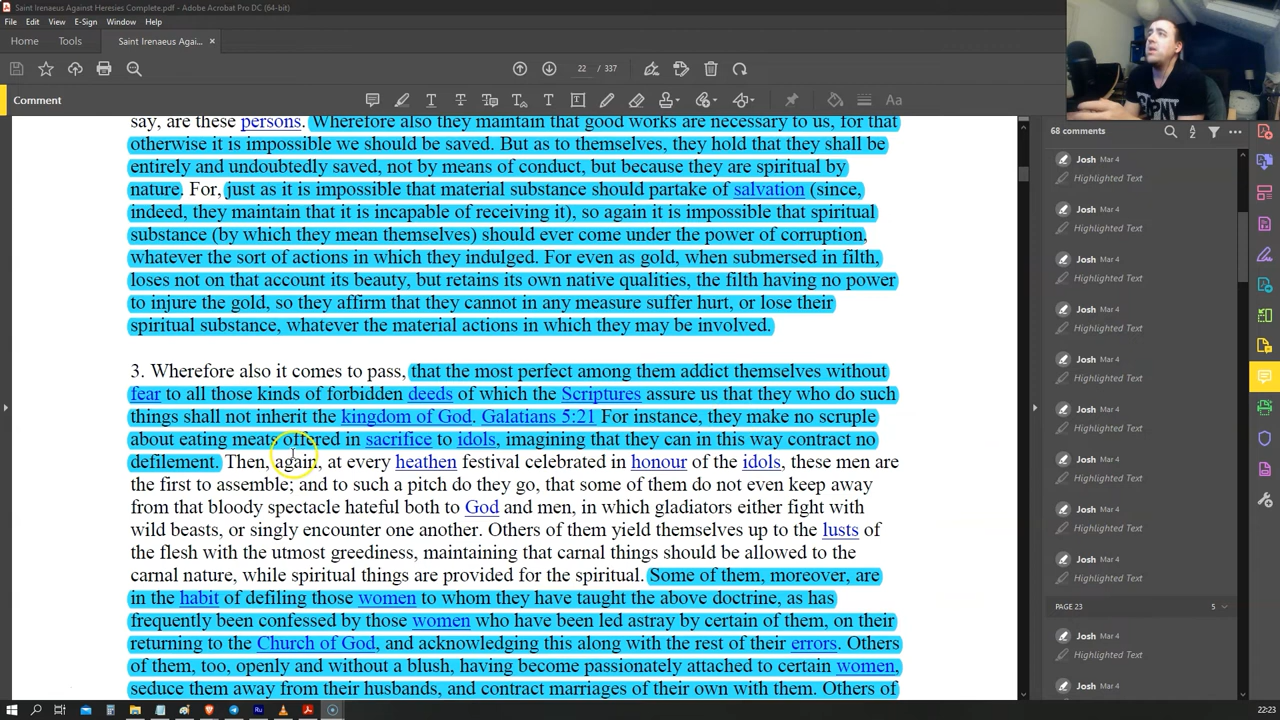 Saint Irenaeus Against Heresies Complete.pdf - Adobe Acrobat Pro DC (64-bit)
File Edit View E-Sign Window Help
Home Tools Saint Irenaeus Agai... ×
22 / 337
Comment
68 comments
say, are these persons. Wherefore also they maintain that good works are necessary to us, for that
otherwise it is impossible we should be saved. But as to themselves, they hold that they shall be
entirely and undoubtedly saved, not by means of conduct, but because they are spiritual by
nature. For, just as it is impossible that material substance should partake of salvation (since,
indeed, they maintain that it is incapable of receiving it), so again it is impossible that spiritual
substance (by which they mean themselves) should ever come under the power of corruption,
whatever the sort of actions in which they indulged. For even as gold, when submersed in filth,
loses not on that account its beauty, but retains its own native qualities, the filth having no power
to injure the gold, so they affirm that they cannot in any measure suffer hurt, or lose their
spiritual substance, whatever the material actions in which they may be involved.
3. Wherefore also it comes to pass, that the most perfect among them addict themselves without
fear to all those kinds of forbidden deeds of which the Scriptures assure us that they who do such
things shall not inherit the kingdom of God. Galatians 5:21 For instance, they make no scruple
about eating meats offered in sacrifice to idols, imagining that they can in this way contract no
defilement. Then, again, at every heathen festival celebrated in honour of the idols, these men are
the first to assemble; and to such a pitch do they go, that some of them do not even keep away
from that bloody spectacle hateful both to God and men, in which gladiators either fight with
wild beasts, or singly encounter one another. Others of them yield themselves up to the lusts of
the flesh with the utmost greediness, maintaining that carnal things should be allowed to the
carnal nature, while spiritual things are provided for the spiritual. Some of them, moreover, are
in the habit of defiling those women to whom they have taught the above doctrine, as has
frequently been confessed by those women who have been led astray by certain of them, on their
returning to the Church of God, and acknowledging this along with the rest of their errors. Others
of them, too, openly and without a blush, having become passionately attached to certain women,
seduce them away from their husbands, and contract marriages of their own with them. Others of
Josh Mar 4
Highlighted Text
Josh Mar 4
Highlighted Text
Josh Mar 4
Highlighted Text
Josh Mar 4
Highlighted Text
Josh Mar 4
Highlighted Text
Josh Mar 4
Highlighted Text
Josh Mar 4
Highlighted Text
Josh Mar 4
Highlighted Text
Josh Mar 4
Highlighted Text
PAGE 23 5
Josh Mar 4
Highlighted Text
Josh Mar 4
22:23